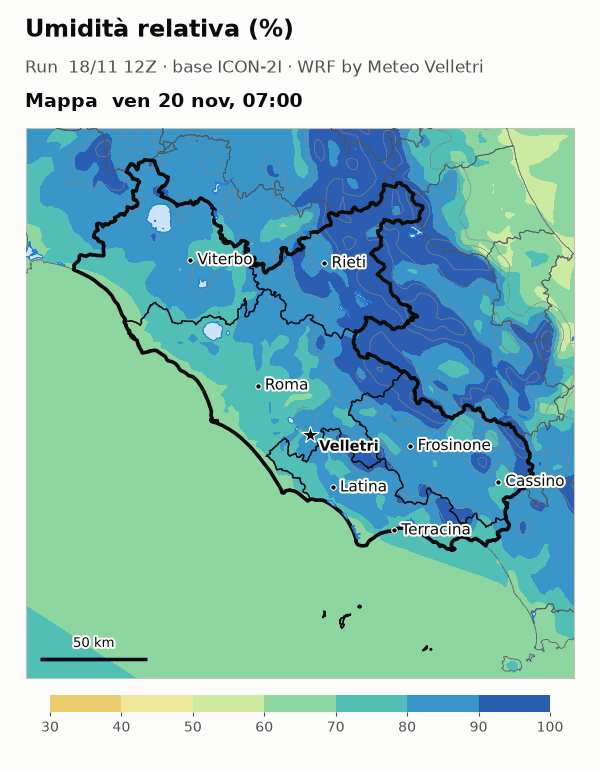 Umidità relativa (%)
Run  18/11 12Z · base ICON-2I · WRF by Meteo Velletri
Mappa  ven 20 nov, 07:00
Viterbo
Rieti
Roma
Velletri
Frosinone
Cassino
Latina
Terracina
50 km
30 40 50 60 70 80 90 100